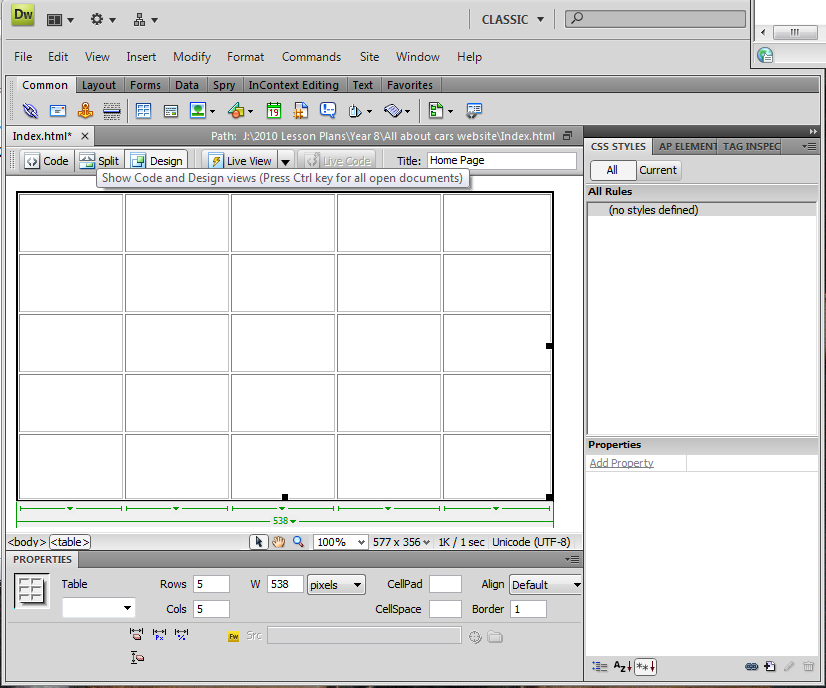 Dw
CLASSIC
File Edit View Insert Modify Format Commands Site Window Help
Common Layout Forms Data Spry InContext Editing Text Favorites
19
Index.html* Path: J:\2010 Lesson Plans\Year 8\All about cars website\Index.html
Code Split Design Live View Live Code Title: Home Page
Show Code and Design views (Press Ctrl key for all open documents)
538
<body> <table> 100% 577 x 356 1K / 1 sec Unicode (UTF-8)
PROPERTIES
Table Rows 5 W 538 pixels CellPad Align Default
Cols 5 CellSpace Border 1
Fw Src
CSS STYLES AP ELEMENT TAG INSPEC
All Current
All Rules
(no styles defined)
Properties
Add Property